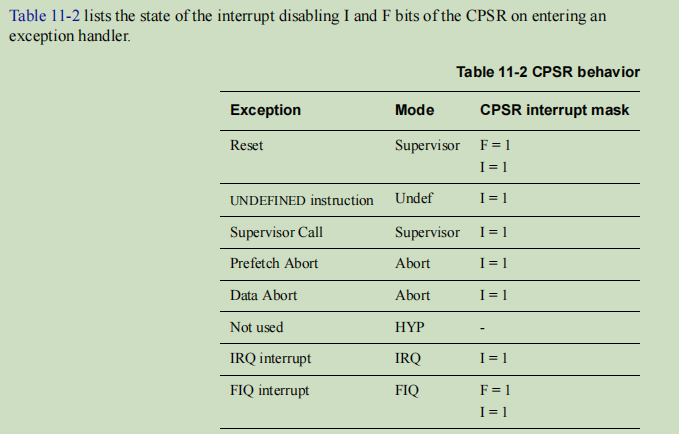 Table 11-2 lists the state of the interrupt disabling I and F bits of the CPSR on entering an
exception handler.
Table 11-2 CPSR behavior
Exception Mode CPSR interrupt mask
Reset Supervisor F = 1
I = 1
UNDEFINED instruction Undef I = 1
Supervisor Call Supervisor I = 1
Prefetch Abort Abort I = 1
Data Abort Abort I = 1
Not used HYP -
IRQ interrupt IRQ I = 1
FIQ interrupt FIQ F = 1
I = 1